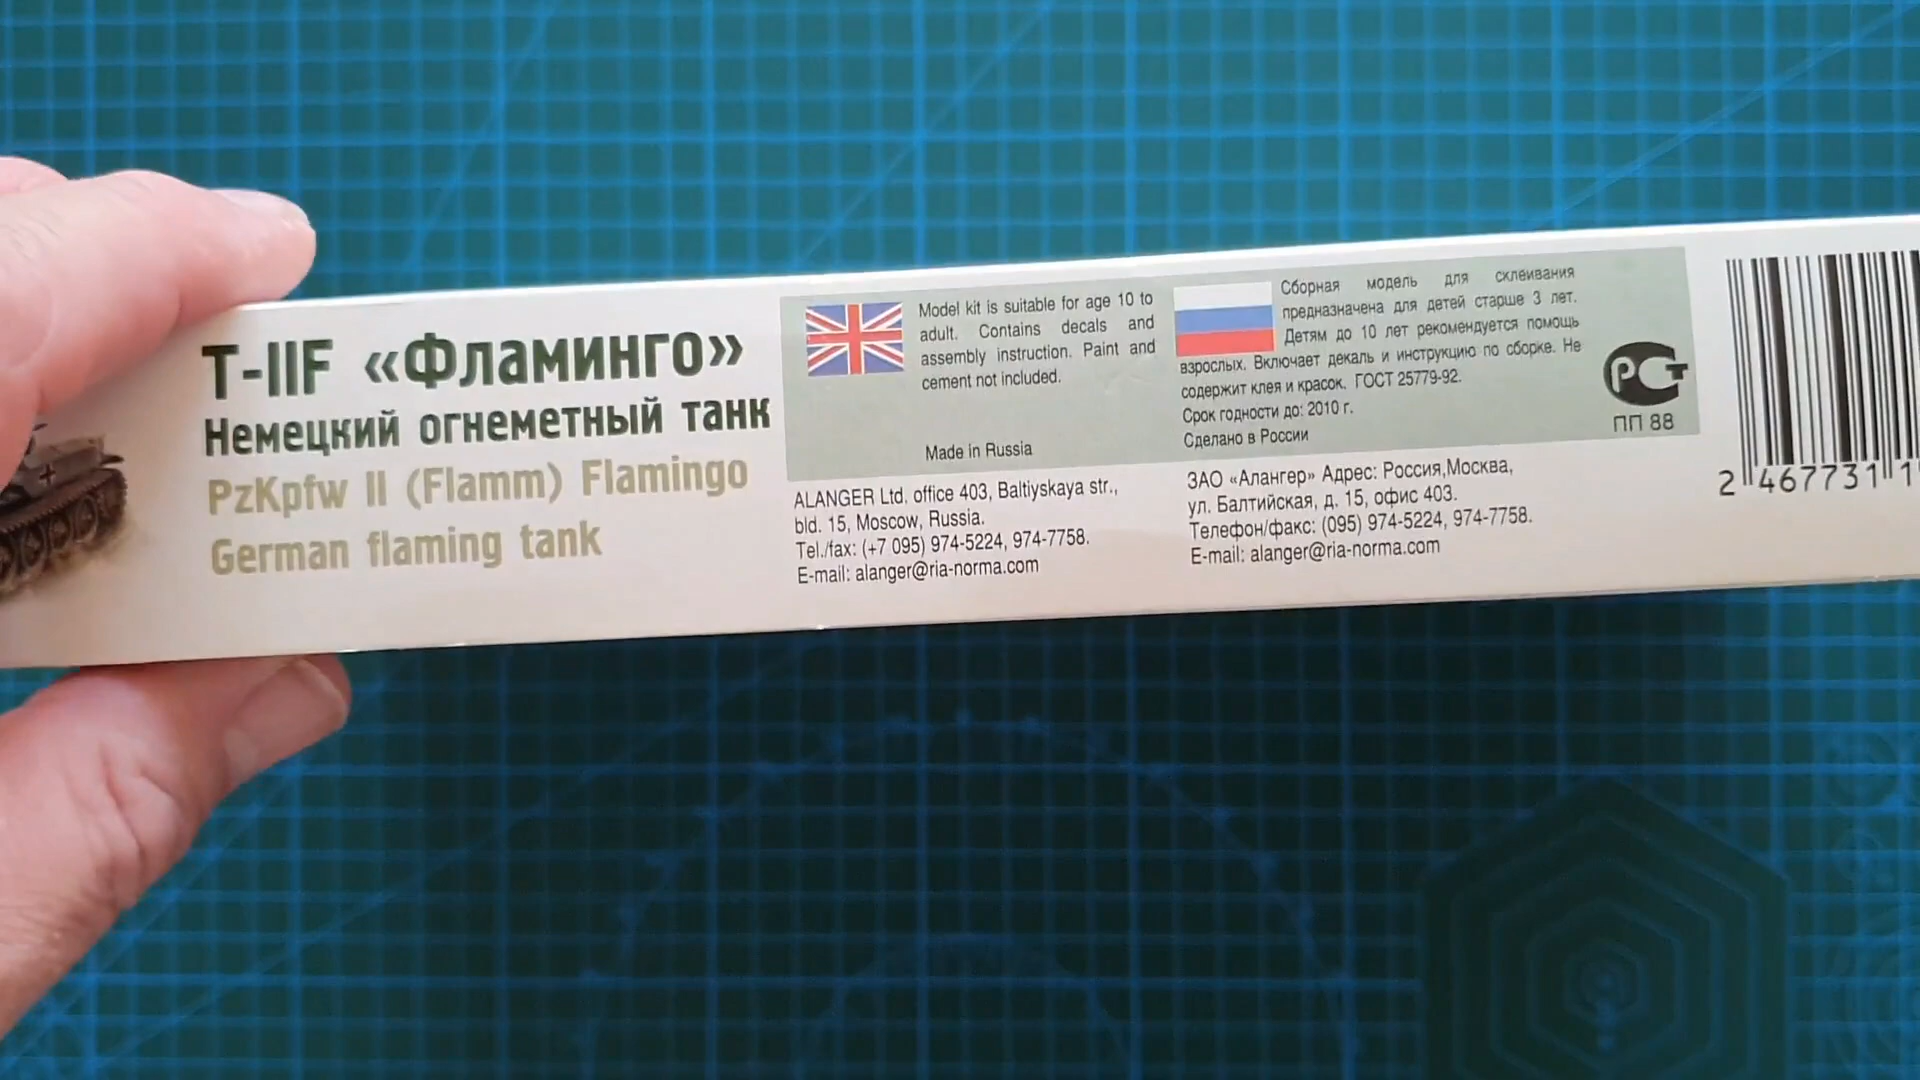 T-IIF «Фламинго»
Немецкий огнеметный танк
PzKpfw II (Flamm) Flamingo
German flaming tank
Model kit is suitable for age 10 to
adult. Contains decals and
assembly instruction. Paint and
cement not included.
Made in Russia
ALANGER Ltd. office 403, Baltiyskaya str.,
bld. 15, Moscow, Russia.
Tel./fax: (+7 095) 974-5224, 974-7758.
E-mail: alanger@ria-norma.com
Сборная модель для склеивания
предназначена для детей старше 3 лет.
Детям до 10 лет рекомендуется помощь
взрослых. Включает декаль и инструкцию по сборке. Не
содержит клея и красок. ГОСТ 25779-92.
Срок годности до: 2010 г.
Сделано в России
ЗАО «Алангер» Адрес: Россия,Москва,
ул. Балтийская, д. 15, офис 403.
Телефон/факс: (095) 974-5224, 974-7758.
E-mail: alanger@ria-norma.com
РСТ
ПП 88
2 467731 1